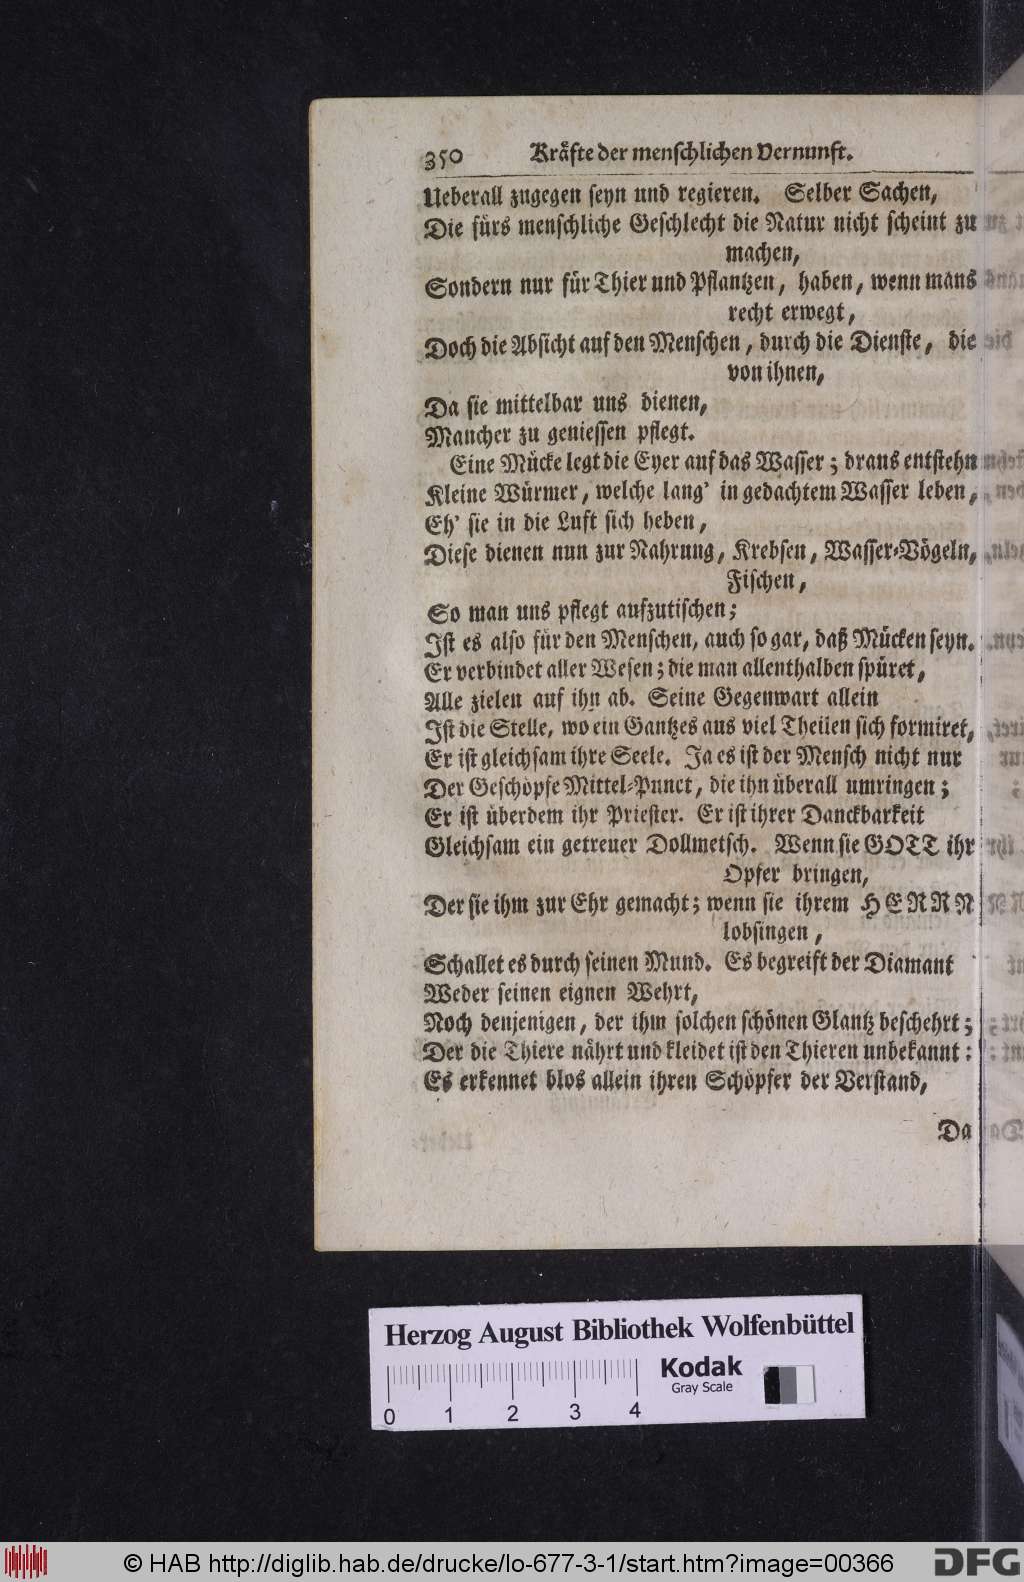 350 Kräfte der menschlichen Vernunft.
Ueberall zugegen seyn und regieren. Selber Sachen,
Die fürs menschliche Geschlecht die Natur nicht scheint zu
machen,
Sondern nur für Thier und Pflantzen, haben, wenn mans
recht erwegt,
Doch die Absicht auf den Menschen, durch die Dienste, die
von ihnen,
Da sie mittelbar uns dienen,
Mancher zu geniessen pflegt.
Eine Mücke legt die Eyer auf das Wasser; draus entstehn
Kleine Würmer, welche lang' in gedachtem Wasser leben,
Eh' sie in die Luft sich heben,
Diese dienen nun zur Nahrung, Krebsen, Wasser-Vögeln,
Fischen,
So man uns pflegt aufzutischen;
Ist es also für den Menschen, auch so gar, daß Mücken seyn.
Er verbindet aller Wesen; die man allenthalben spüret,
Alle zielen auf ihn ab. Seine Gegenwart allein
Ist die Stelle, wo ein Gantzes aus viel Theilen sich formiret,
Er ist gleichsam ihre Seele. Ja es ist der Mensch nicht nur
Der Geschöpfe Mittel-Punct, die ihn überall umringen;
Er ist überdem ihr Priester. Er ist ihrer Danckbarkeit
Gleichsam ein getreuer Dollmetsch. Wenn sie GOTT ihr
Opfer bringen,
Der sie ihm zur Ehr gemacht; wenn sie ihrem HERRN
lobsingen,
Schallet es durch seinen Mund. Es begreift der Diamant
Weder seinen eignen Wehrt,
Noch denjenigen, der ihm solchen schönen Glantz beschehrt;
Der die Thiere nährt und kleidet ist den Thieren unbekannt:
Es erkennet blos allein ihren Schöpfer der Verstand,
Da
Herzog August Bibliothek Wolfenbüttel
Kodak
Gray Scale
0 1 2 3 4
© HAB http://diglib.hab.de/drucke/lo-677-3-1/start.htm?image=00366
DFG